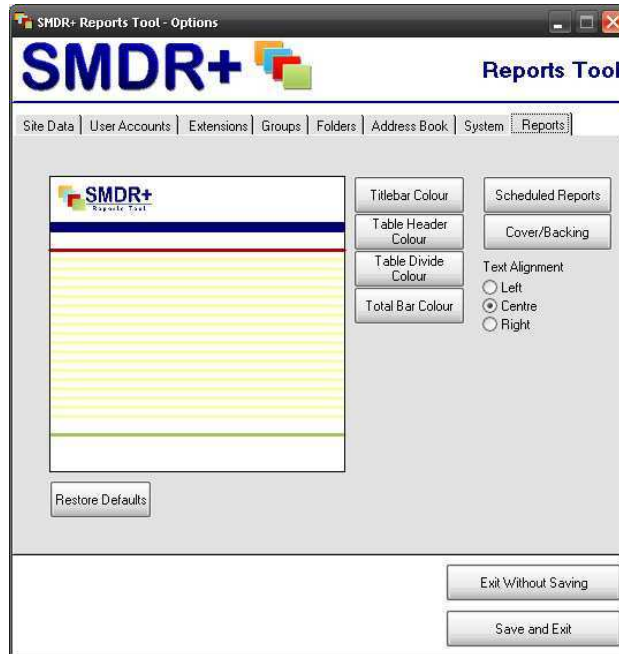 SMDR+ Reports Tool - Options
SMDR+
Reports Tool
Site Data
User Accounts
Extensions
Groups
Folders
Address Book
System
Reports
SMDR+
Reports Tool
Titlebar Colour
Table Header
Colour
Table Divide
Colour
Total Bar Colour
Scheduled Reports
Cover/Backing
Text Alignment
Left
Centre
Right
Restore Defaults
Exit Without Saving
Save and Exit